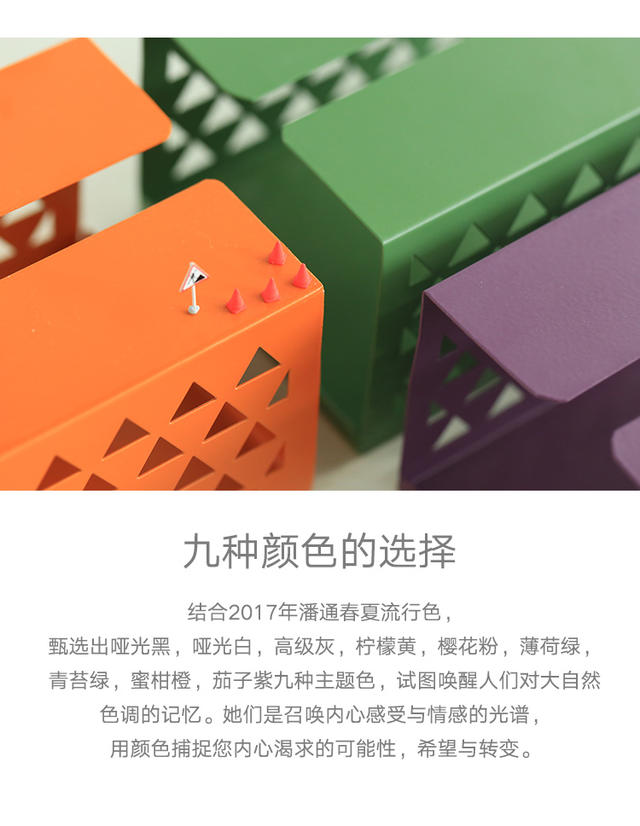 九种颜色的选择
结合2017年潘通春夏流行色，
甄选出哑光黑，哑光白，高级灰，柠檬黄，樱花粉，薄荷绿，
青苔绿，蜜柑橙，茄子紫九种主题色，试图唤醒人们对大自然
色调的记忆。她们是召唤内心感受与情感的光谱，
用颜色捕捉您内心渴求的可能性，希望与转变。